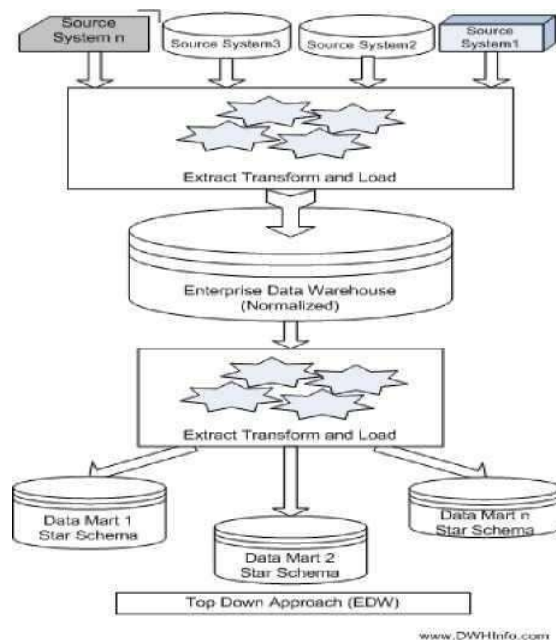 Source
System n
Source System3
Source System2
Source
System1
Extract Transform and Load
Enterprise Data Warehouse
(Normalized)
Extract Transform and Load
Data Mart 1
Star Schema
Data Mart 2
Star Schema
Data Mart n
Star Schema
Top Down Approach (EDW)
www.DWHInfo.com